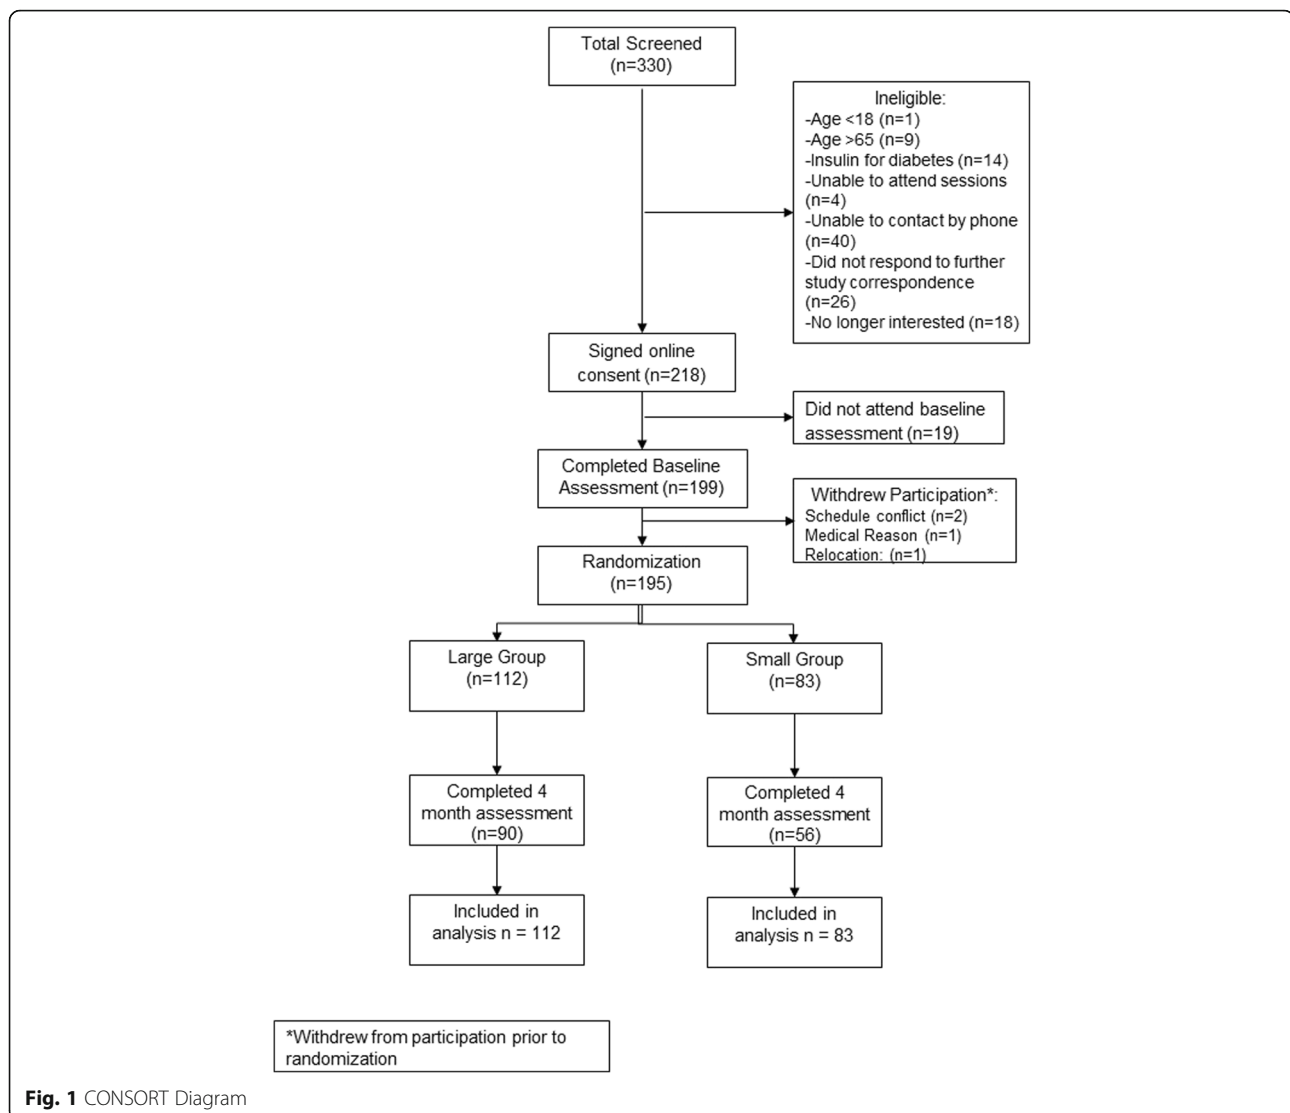 Total Screened
(n=330)
Ineligible:
-Age <18 (n=1)
-Age >65 (n=9)
-Insulin for diabetes (n=14)
-Unable to attend sessions
(n=4)
-Unable to contact by phone
(n=40)
-Did not respond to further
study correspondence
(n=26)
-No longer interested (n=18)
Signed online
consent (n=218)
Did not attend baseline
assessment (n=19)
Completed Baseline
Assessment (n=199)
Withdrew Participation*:
Schedule conflict (n=2)
Medical Reason (n=1)
Relocation: (n=1)
Randomization
(n=195)
Large Group
(n=112)
Small Group
(n=83)
Completed 4
month assessment
(n=90)
Completed 4
month assessment
(n=56)
Included in
analysis n = 112
Included in
analysis n = 83
*Withdrew from participation prior to
randomization
Fig. 1 CONSORT Diagram